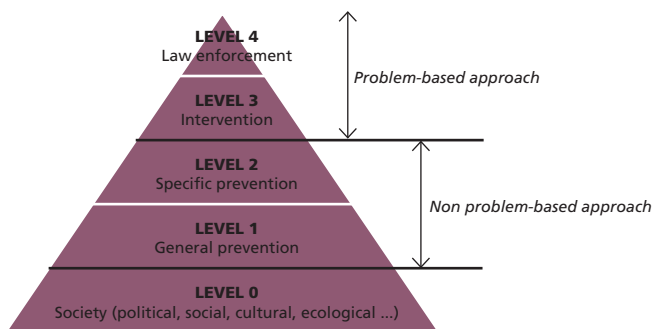 LEVEL 4
Law enforcement
Problem-based approach
LEVEL 3
Intervention
LEVEL 2
Specific prevention
Non problem-based approach
LEVEL 1
General prevention
LEVEL 0
Society (political, social, cultural, ecological ...)